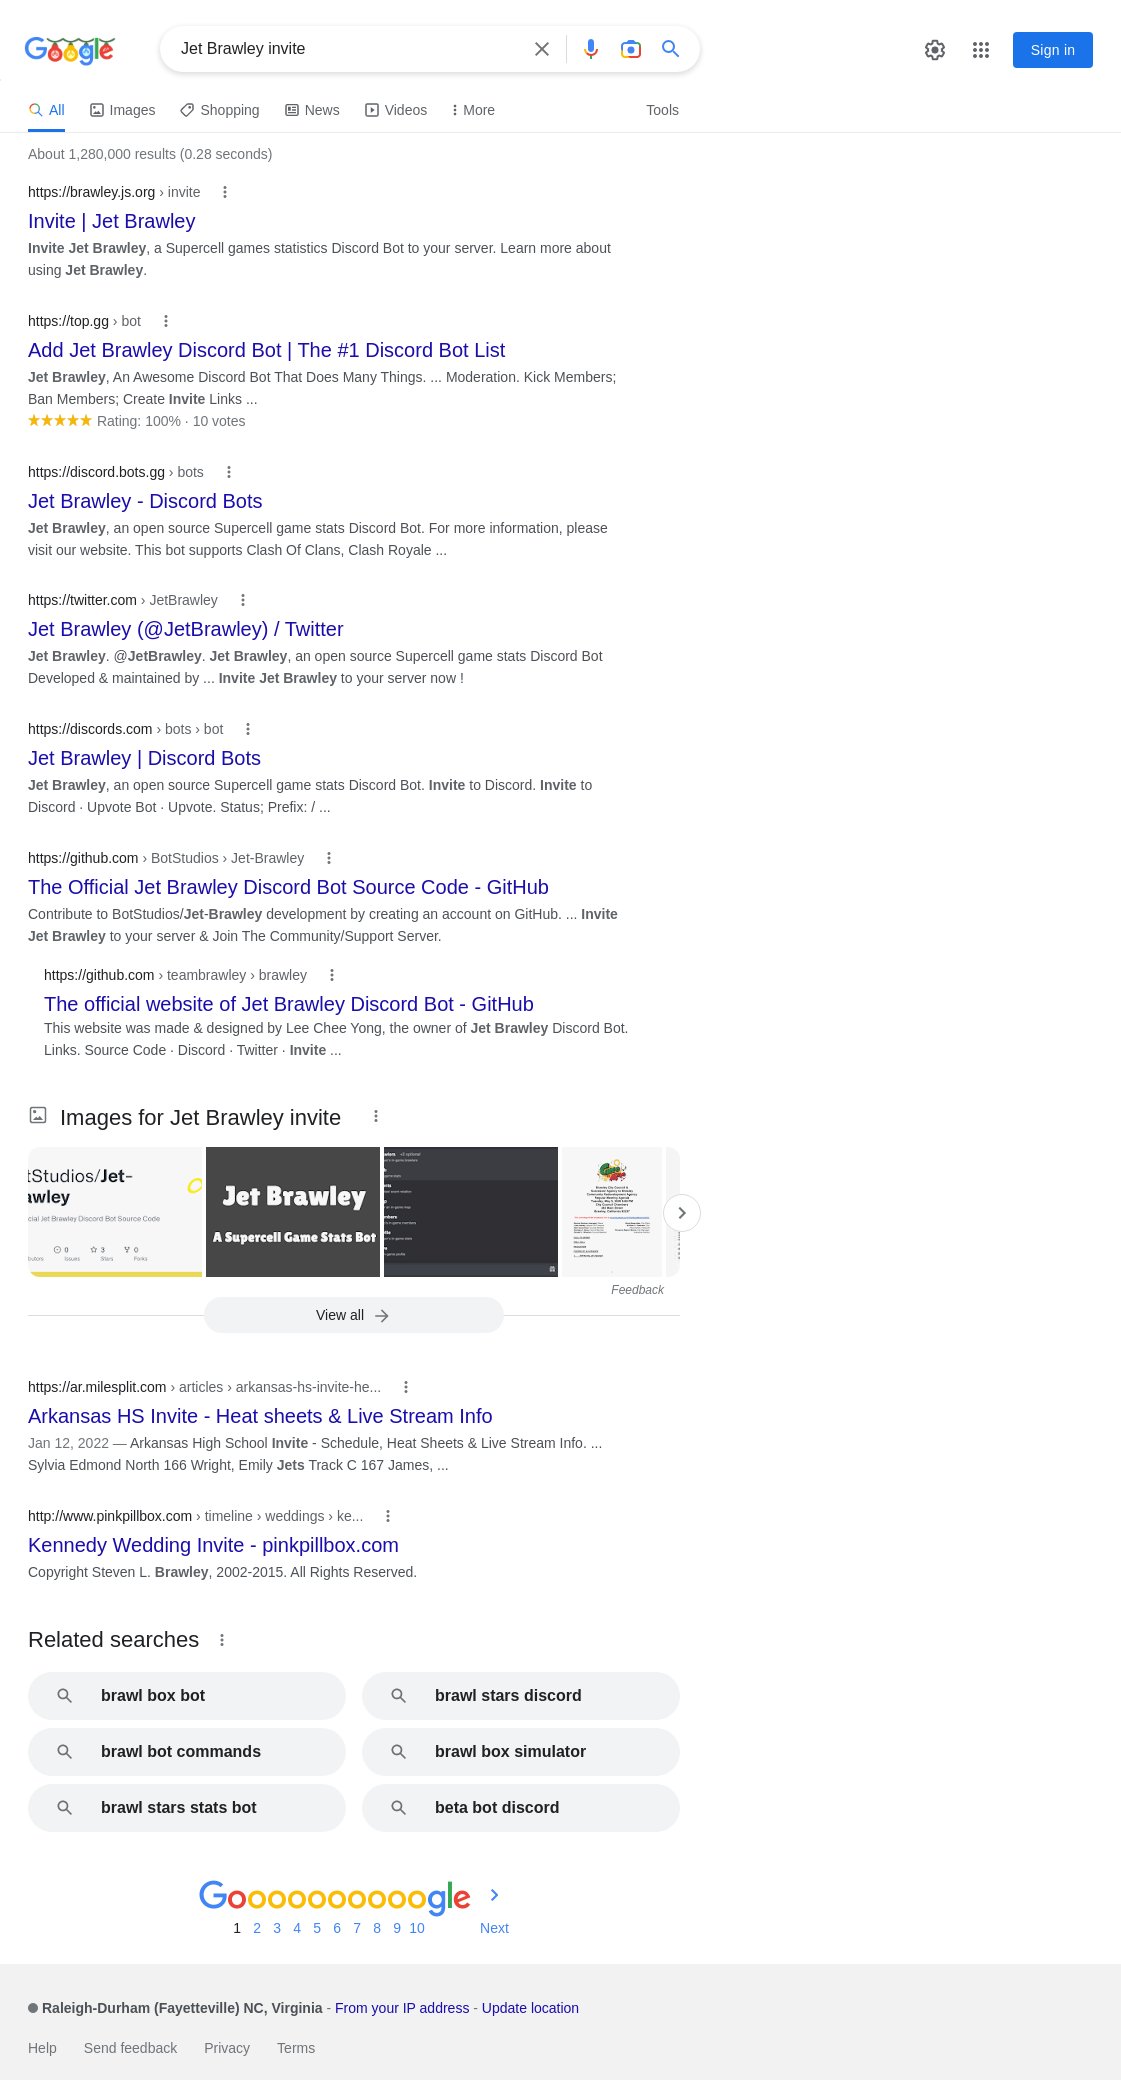 Google
Jet Brawley invite
Sign in
All
Images
Shopping
News
Videos
More
Tools
About 1,280,000 results (0.28 seconds)
https://brawley.js.org › invite
Invite | Jet Brawley
Invite Jet Brawley, a Supercell games statistics Discord Bot to your server. Learn more about
using Jet Brawley.
https://top.gg › bot
Add Jet Brawley Discord Bot | The #1 Discord Bot List
Jet Brawley, An Awesome Discord Bot That Does Many Things. ... Moderation. Kick Members;
Ban Members; Create Invite Links ...
Rating: 100% · 10 votes
https://discord.bots.gg › bots
Jet Brawley - Discord Bots
Jet Brawley, an open source Supercell game stats Discord Bot. For more information, please
visit our website. This bot supports Clash Of Clans, Clash Royale ...
https://twitter.com › JetBrawley
Jet Brawley (@JetBrawley) / Twitter
Jet Brawley. @JetBrawley. Jet Brawley, an open source Supercell game stats Discord Bot
Developed & maintained by ... Invite Jet Brawley to your server now !
https://discords.com › bots › bot
Jet Brawley | Discord Bots
Jet Brawley, an open source Supercell game stats Discord Bot. Invite to Discord. Invite to
Discord · Upvote Bot · Upvote. Status; Prefix: / ...
https://github.com › BotStudios › Jet-Brawley
The Official Jet Brawley Discord Bot Source Code - GitHub
Contribute to BotStudios/Jet-Brawley development by creating an account on GitHub. ... Invite
Jet Brawley to your server & Join The Community/Support Server.
https://github.com › teambrawley › brawley
The official website of Jet Brawley Discord Bot - GitHub
This website was made & designed by Lee Chee Yong, the owner of Jet Brawley Discord Bot.
Links. Source Code · Discord · Twitter · Invite ...
Images for Jet Brawley invite
tStudios/Jet-
awley
cial Jet Brawley Discord Bot Source Code
0
3
0
Issues
Stars
Forks
Jet Brawley
A Supercell Game Stats Bot
Feedback
View all
https://ar.milesplit.com › articles › arkansas-hs-invite-he...
Arkansas HS Invite - Heat sheets & Live Stream Info
Jan 12, 2022 — Arkansas High School Invite - Schedule, Heat Sheets & Live Stream Info. ...
Sylvia Edmond North 166 Wright, Emily Jets Track C 167 James, ...
http://www.pinkpillbox.com › timeline › weddings › ke...
Kennedy Wedding Invite - pinkpillbox.com
Copyright Steven L. Brawley, 2002-2015. All Rights Reserved.
Related searches
brawl box bot
brawl stars discord
brawl bot commands
brawl box simulator
brawl stars stats bot
beta bot discord
Goooooooooogle
1 2 3 4 5 6 7 8 9 10 Next
Raleigh-Durham (Fayetteville) NC, Virginia - From your IP address - Update location
Help
Send feedback
Privacy
Terms